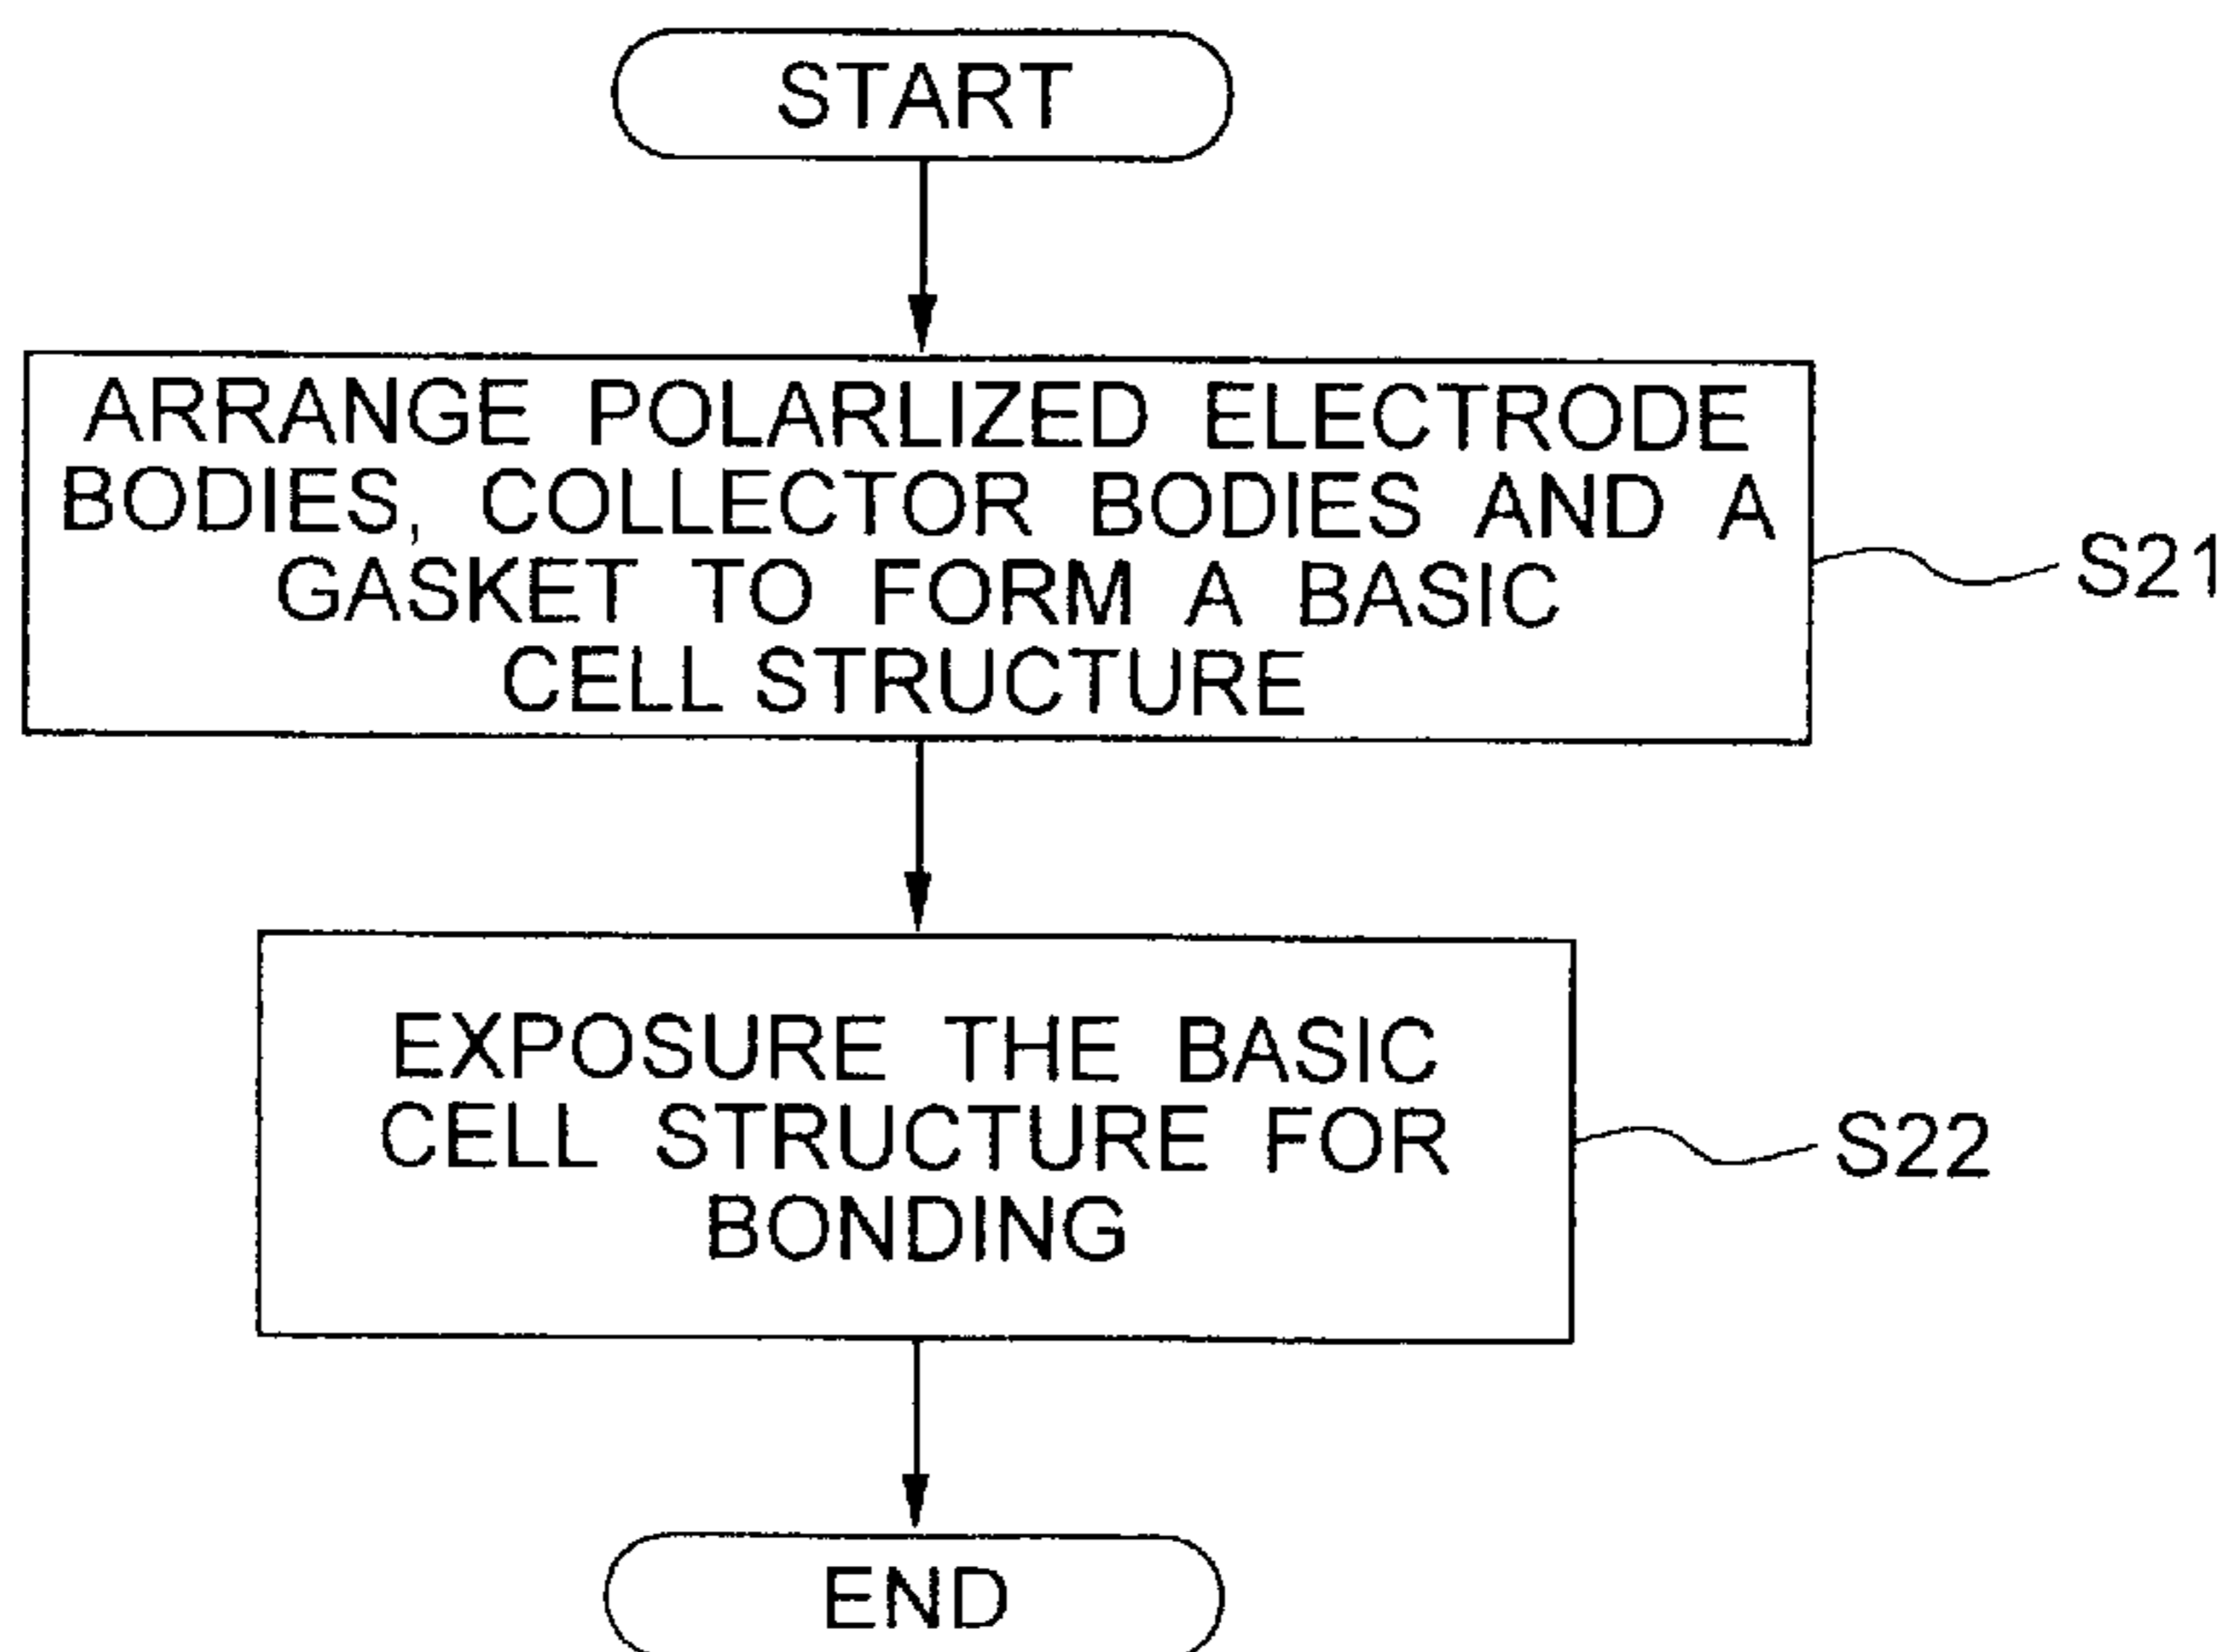 START
ARRANGE POLARLIZED ELECTRODE
BODIES, COLLECTOR BODIES AND A
GASKET TO FORM A BASIC
CELL STRUCTURE
S21
EXPOSURE THE BASIC
CELL STRUCTURE FOR
BONDING
S22
END